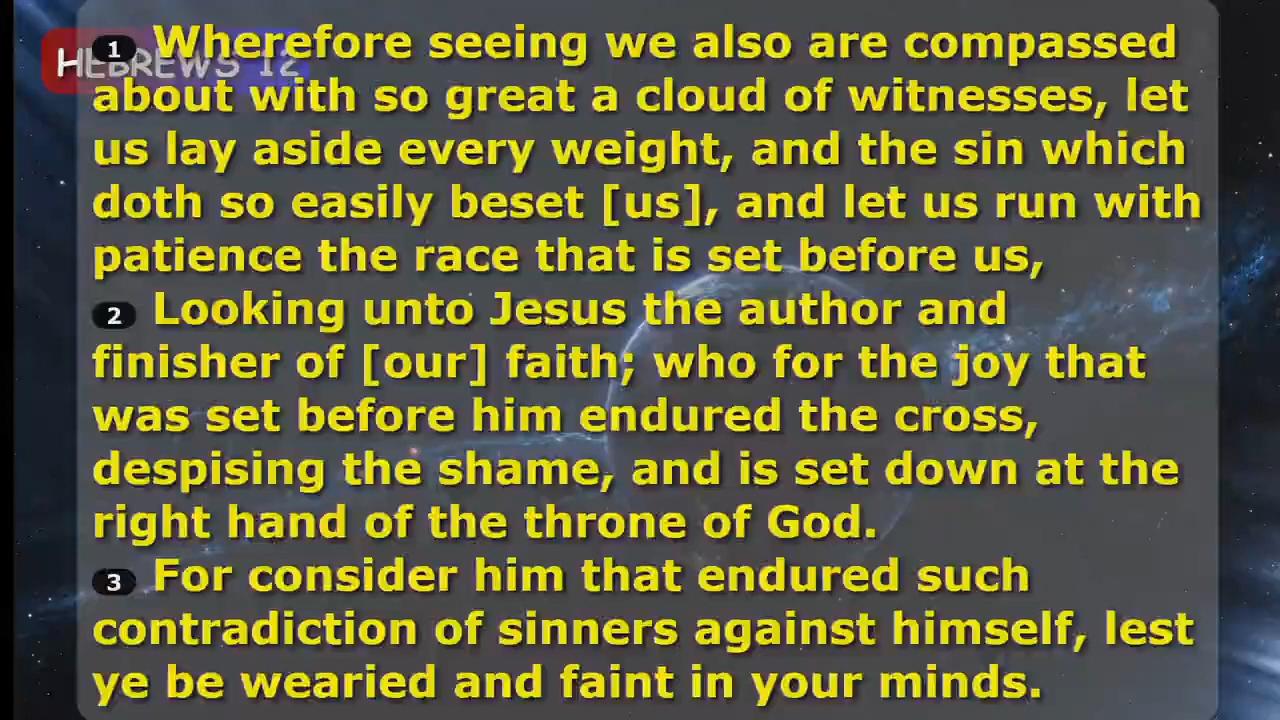 HEBREWS 12
1 Wherefore seeing we also are compassed
about with so great a cloud of witnesses, let
us lay aside every weight, and the sin which
doth so easily beset [us], and let us run with
patience the race that is set before us,
2 Looking unto Jesus the author and
finisher of [our] faith; who for the joy that
was set before him endured the cross,
despising the shame, and is set down at the
right hand of the throne of God.
3 For consider him that endured such
contradiction of sinners against himself, lest
ye be wearied and faint in your minds.